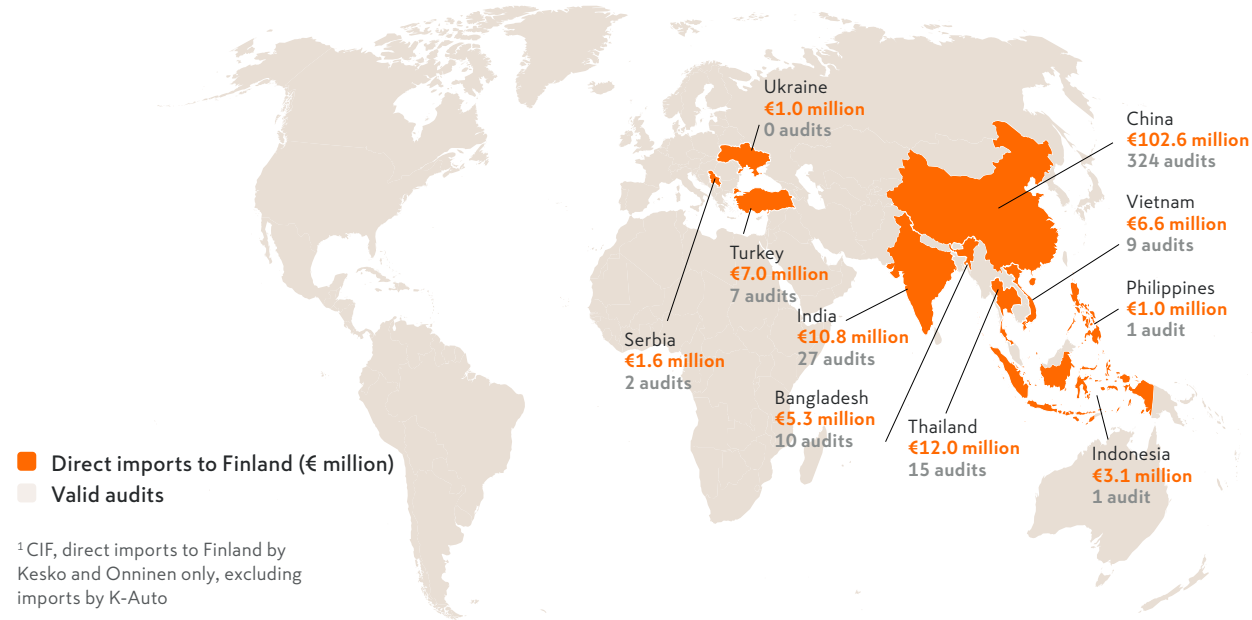 Ukraine
€1.0 million
0 audits
China
€102.6 million
324 audits
Vietnam
€6.6 million
9 audits
Turkey
€7.0 million
7 audits
Philippines
€1.0 million
1 audit
India
€10.8 million
27 audits
Serbia
€1.6 million
2 audits
Bangladesh
€5.3 million
10 audits
Thailand
€12.0 million
15 audits
Indonesia
€3.1 million
1 audit
Direct imports to Finland (€ million)
Valid audits
¹ CIF, direct imports to Finland by
Kesko and Onninen only, excluding
imports by K-Auto